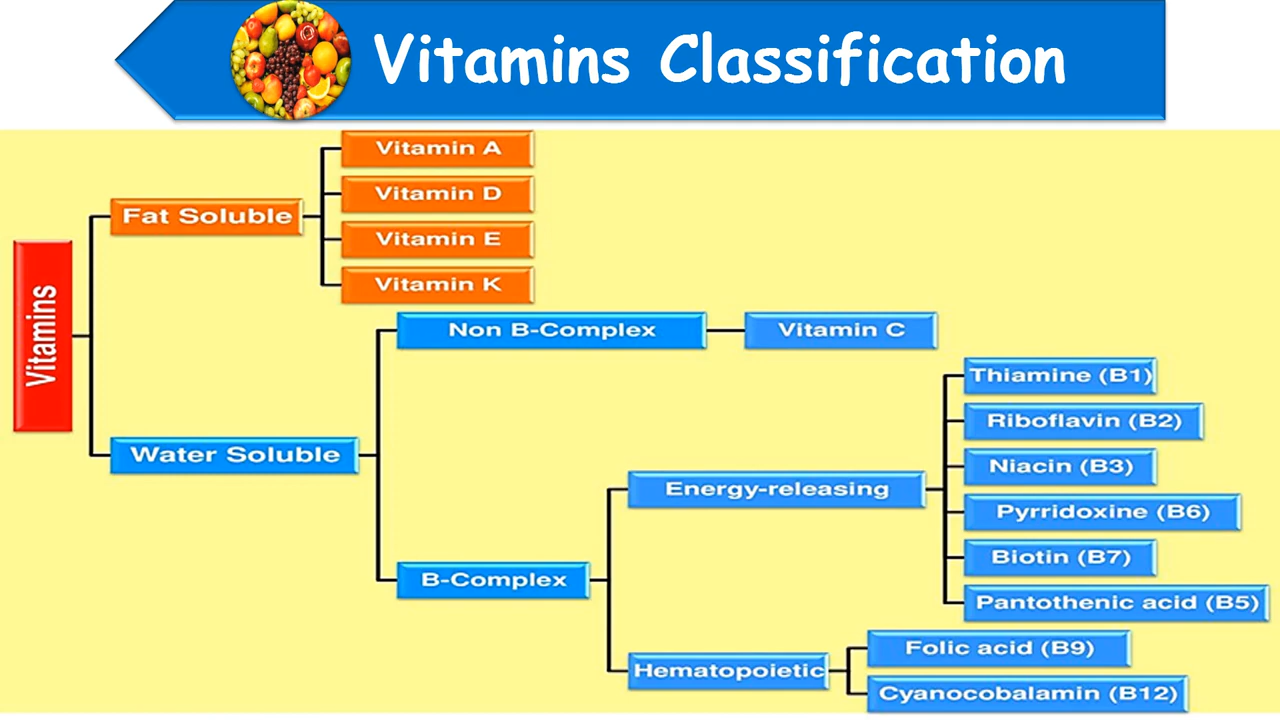 Vitamins Classification
Vitamins
Fat Soluble
Vitamin A
Vitamin D
Vitamin E
Vitamin K
Water Soluble
Non B-Complex
Vitamin C
B-Complex
Energy-releasing
Thiamine (B1)
Riboflavin (B2)
Niacin (B3)
Pyrridoxine (B6)
Biotin (B7)
Pantothenic acid (B5)
Hematopoietic
Folic acid (B9)
Cyanocobalamin (B12)